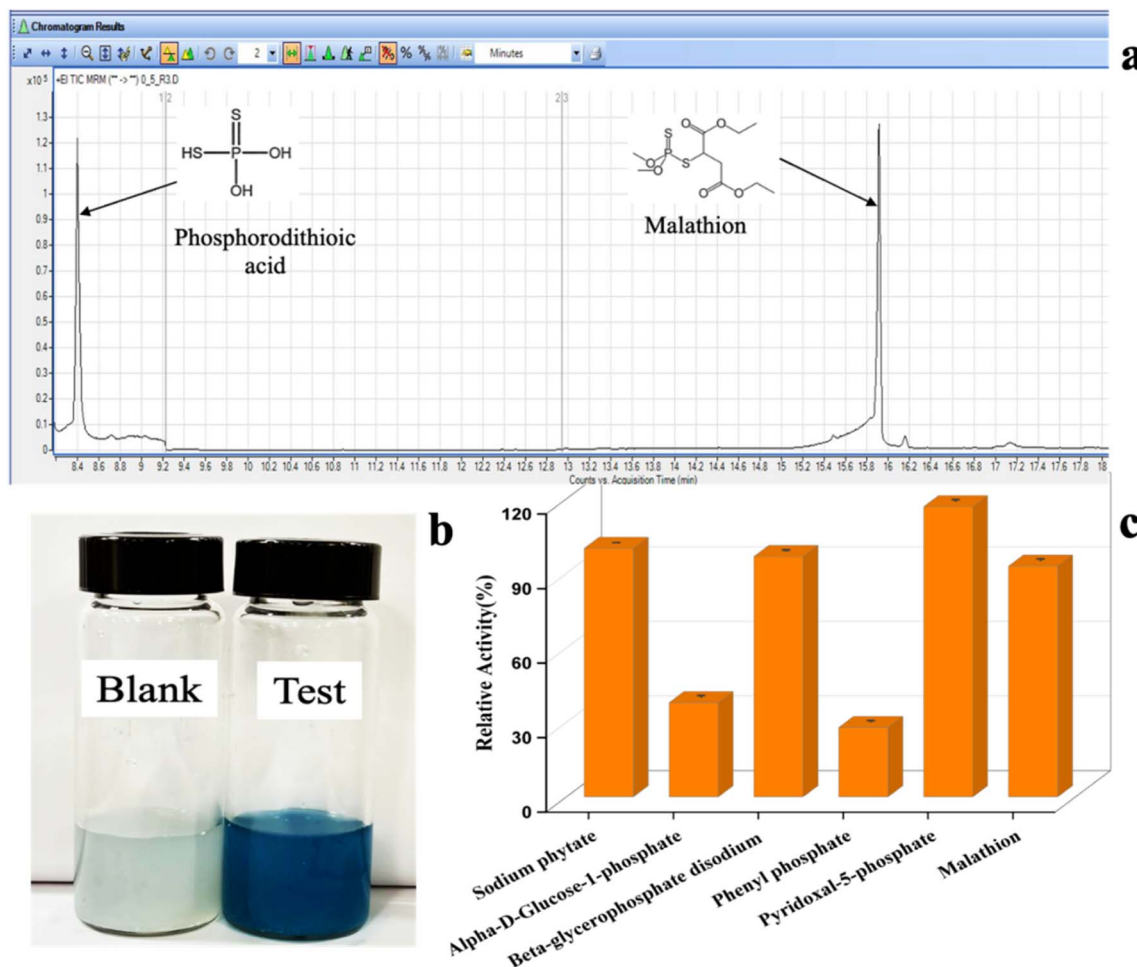 Chromatogram Results
2
Minutes
a
x10 5
+EI TIC MRM (** -> **) 0_5_R3.D
1 2
2 3
1.3
1.2
1.1
1
0.9
0.8
0.7
0.6
0.5
0.4
0.3
0.2
0.1
0
S
HS
P
OH
OH
Phosphorodithioic
acid
O
O
S
P
O
O
S
O
O
Malathion
8.4 8.6 8.8 9 9.2 9.4 9.6 9.8 10 10.2 10.4 10.6 10.8 11 11.2 11.4 11.6 11.8 12 12.2 12.4 12.6 12.8 13 13.2 13.4 13.6 13.8 14 14.2 14.4 14.6 14.8 15 15.2 15.4 15.6 15.8 16 16.2 16.4 16.6 16.8 17 17.2 17.4 17.6 17.8 18
Counts vs. Acquisition Time (min)
b
Blank
Test
c
Relative Activity(%)
120
90
60
30
0
Sodium phytate
Alpha-D-Glucose-1-phosphate
Beta-glycerophosphate disodium
Phenyl phosphate
Pyridoxal-5-phosphate
Malathion